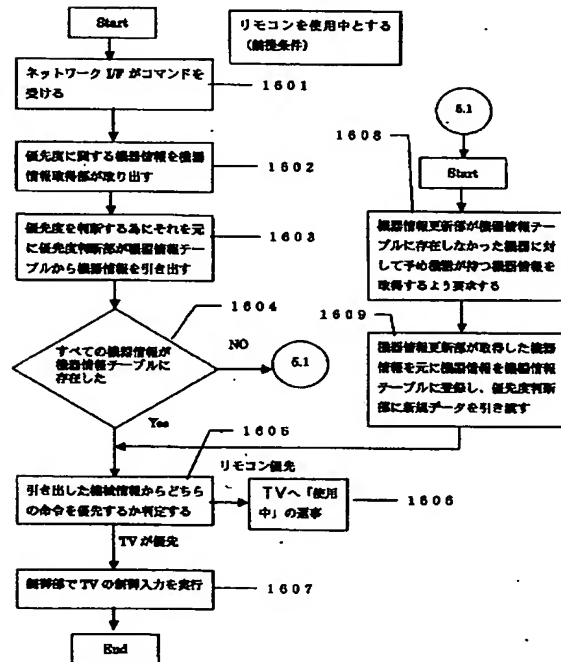 Start
リモコンを使用中とする
(前提条件)
ネットワーク I/F がコマンドを
受ける
1601
優先度に関する機器情報を機器
情報取得部が取り出す
1602
優先度を判断する為にそれを元
に優先度判断部が機器情報テー
ブルから機器情報を引き出す
1603
1604
すべての機器情報が
機器情報テーブルに
存在した
NO
5.1
Yes
1605
引き出した機械情報からどちら
の命令を優先するか判定する
リモコン優先
TVへ「使用
中」の返事
1606
TVが優先
制御部でTVの制御入力を実行
1607
End
5.1
1608
Start
機器情報更新部が機器情報テー
ブルに存在しなかった機器に対
して予め機器が持つ機器情報を
取得するよう要求する
1609
機器情報更新部が取得した機器
情報を元に機器情報を機器情報
テーブルに登録し、優先度判断
部に新規データを引き渡す